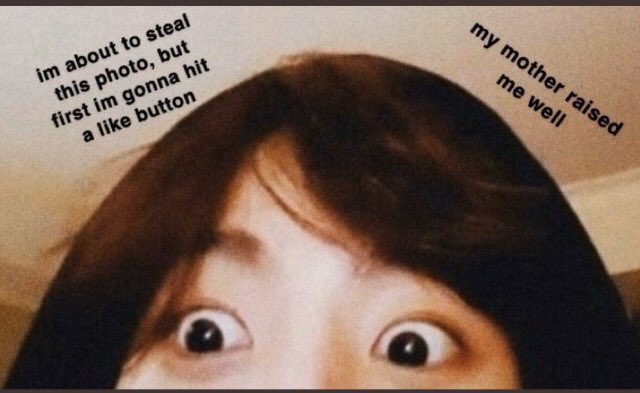 im about to steal
this photo, but
first im gonna hit
a like button
my mother raised
me well